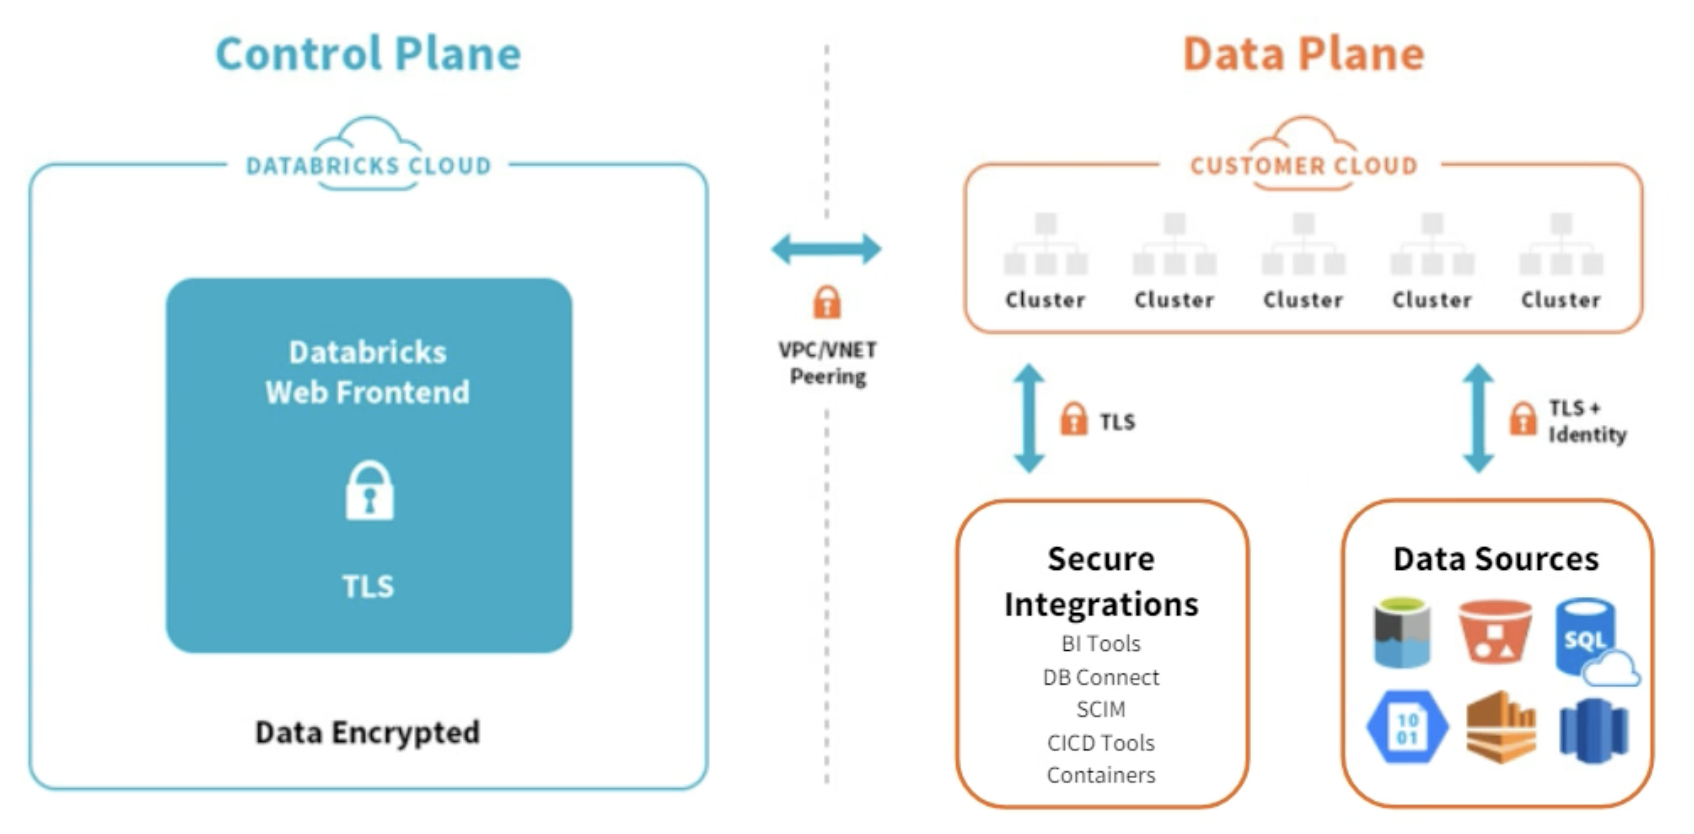 Control Plane
DATABRICKS CLOUD
Databricks
Web Frontend
TLS
Data Encrypted
VPC/VNET
Peering
Data Plane
CUSTOMER CLOUD
Cluster
Cluster
Cluster
Cluster
Cluster
TLS
TLS +
Identity
Secure
Integrations
BI Tools
DB Connect
SCIM
CICD Tools
Containers
Data Sources
SQL
10
01